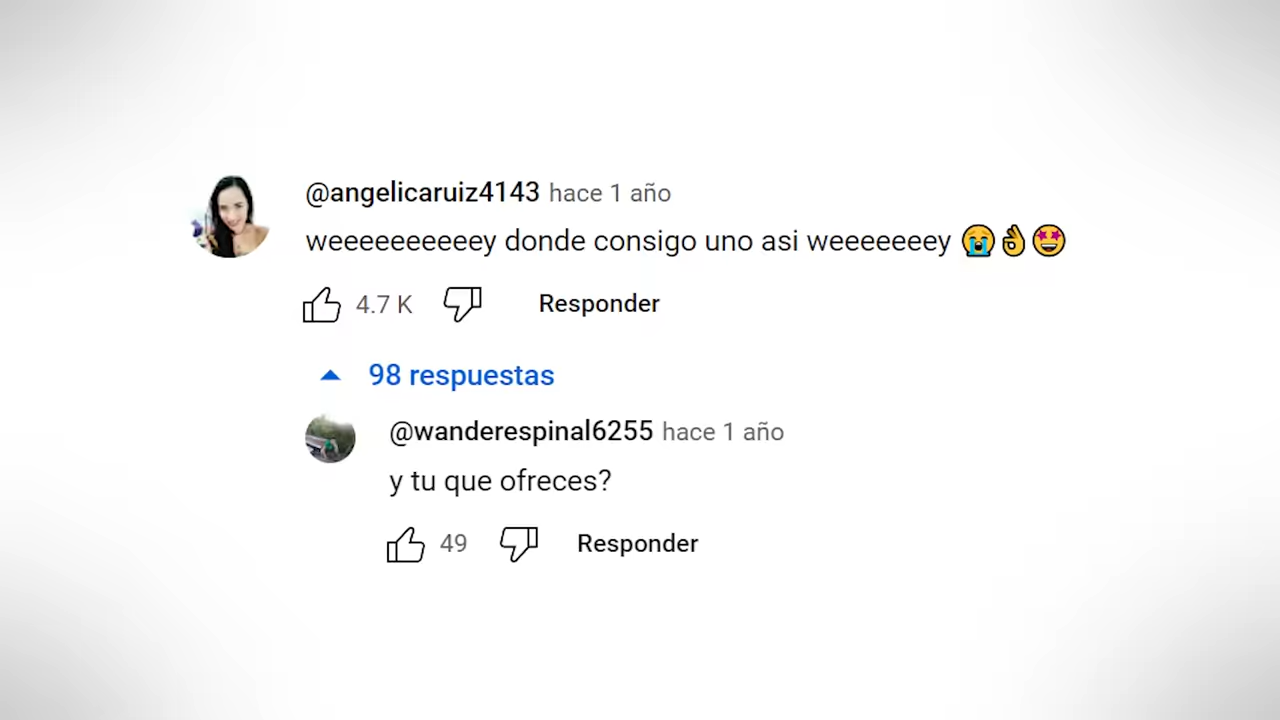 @angelicaruiz4143 hace 1 año
weeeeeeeeeey donde consigo uno asi weeeeeeey 😭👌🤩
4.7 K Responder
98 respuestas
@wanderespinal6255 hace 1 año
y tu que ofreces?
49 Responder